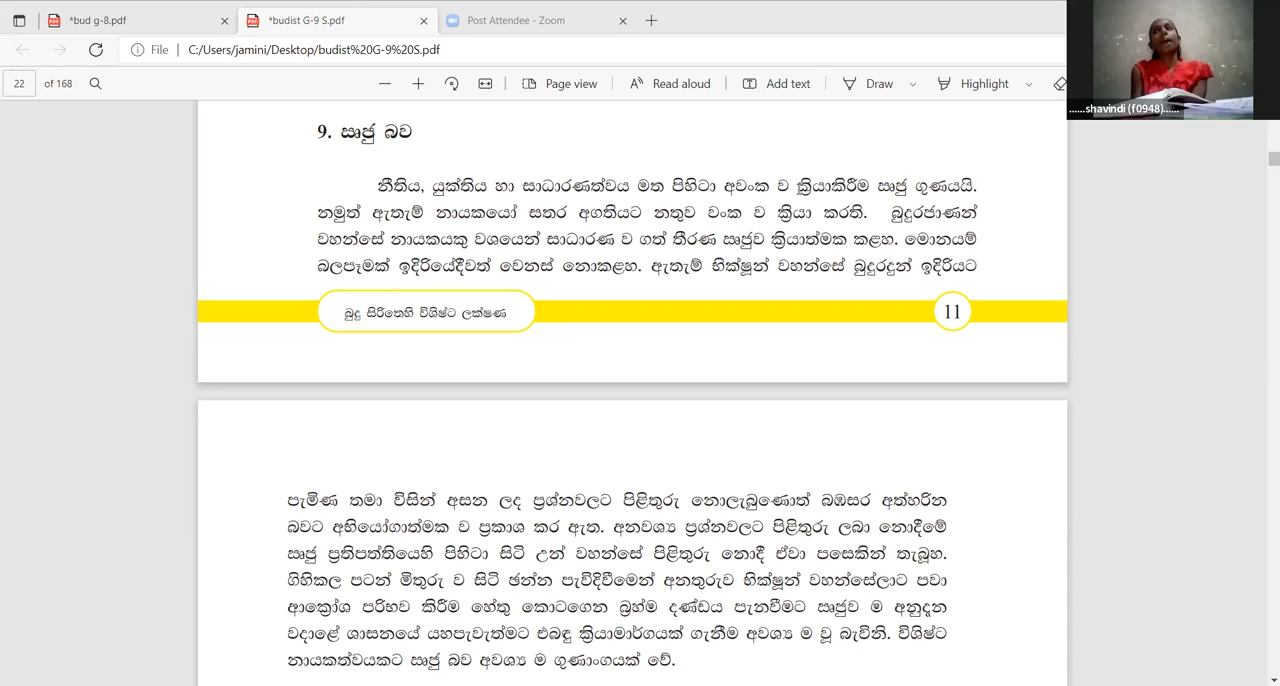 *bud g-8.pdf
*budist G-9 S.pdf
Post Attendee - Zoom
File
C:/Users/jamini/Desktop/budist%20G-9%20S.pdf
22 of 168
Page view
Read aloud
Add text
Draw
Highlight
......shavindi (f0948)......
9. ඍජු බව
නීතිය, යුක්තිය හා සාධාරණත්වය මත පිහිටා අවංක ව ක්‍රියාකිරීම ඍජු ගුණයයි.
නමුත් ඇතැම් නායකයෝ සතර අගතියට නතුව වංක ව ක්‍රියා කරති. බුදුරජාණන්
වහන්සේ නායකයකු වශයෙන් සාධාරණ ව ගත් තීරණ ඍජුව ක්‍රියාත්මක කළහ. මොනයම්
බලපෑමක් ඉදිරියේදීවත් වෙනස් නොකළහ. ඇතැම් භික්ෂූන් වහන්සේ බුදුරදුන් ඉදිරියට
බුදු සිරිතෙහි විශිෂ්ට ලක්ෂණ
11
පැමිණ තමා විසින් අසන ලද ප්‍රශ්නවලට පිළිතුරු නොලැබුණොත් බඹසර අත්හරින
බවට අභියෝගාත්මක ව ප්‍රකාශ කර ඇත. අනවශ්‍ය ප්‍රශ්නවලට පිළිතුරු ලබා නොදීමේ
ඍජු ප්‍රතිපත්තියෙහි පිහිටා සිටි උන් වහන්සේ පිළිතුරු නොදී ඒවා පසෙකින් තැබූහ.
ගිහිකල පටන් මිතුරු ව සිටි ඡන්න පැවිදිවීමෙන් අනතුරුව භික්ෂූන් වහන්සේලාට පවා
ආක්‍රෝශ පරිභව කිරීම හේතු කොටගෙන බ්‍රහ්ම දණ්ඩය පැනවීමට ඍජුව ම අනුදැන
වදාළේ ශාසනයේ යහපැවැත්මට එබඳු ක්‍රියාමාර්ගයක් ගැනීම අවශ්‍ය ම වූ බැවිනි. විශිෂ්ට
නායකත්වයකට ඍජු බව අවශ්‍ය ම ගුණාංගයක් වේ.